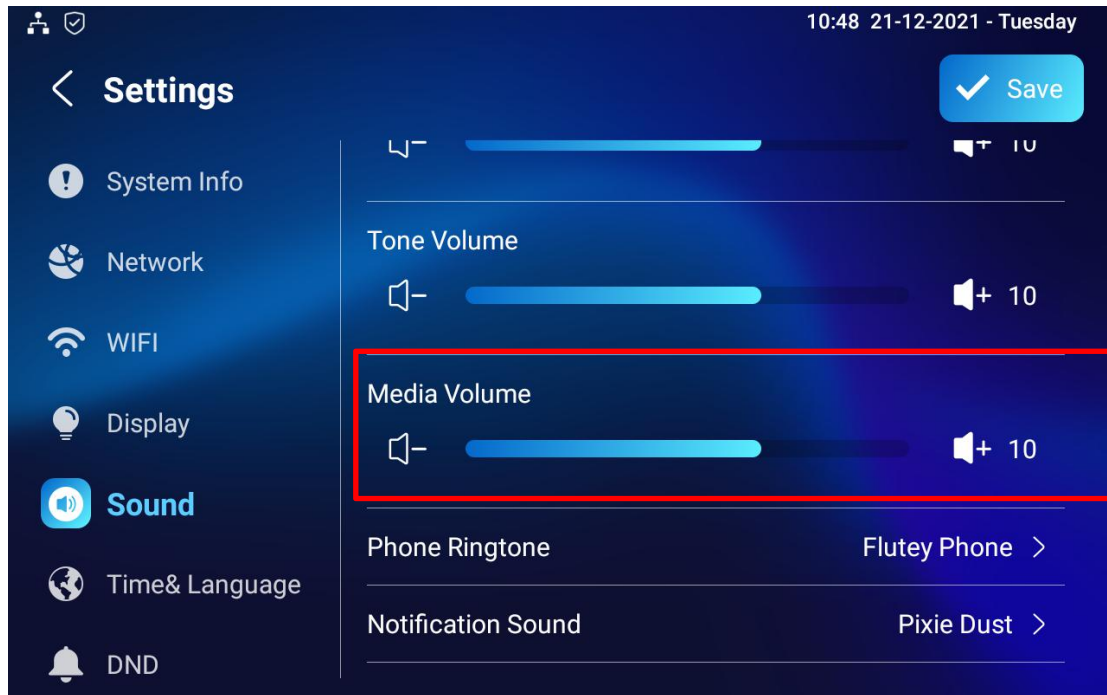 10:48 21-12-2021 - Tuesday
Settings
Save
10
System Info
Tone Volume
Network
10
WIFI
Media Volume
Display
10
Sound
Phone Ringtone
Flutey Phone
Time& Language
Notification Sound
Pixie Dust
DND